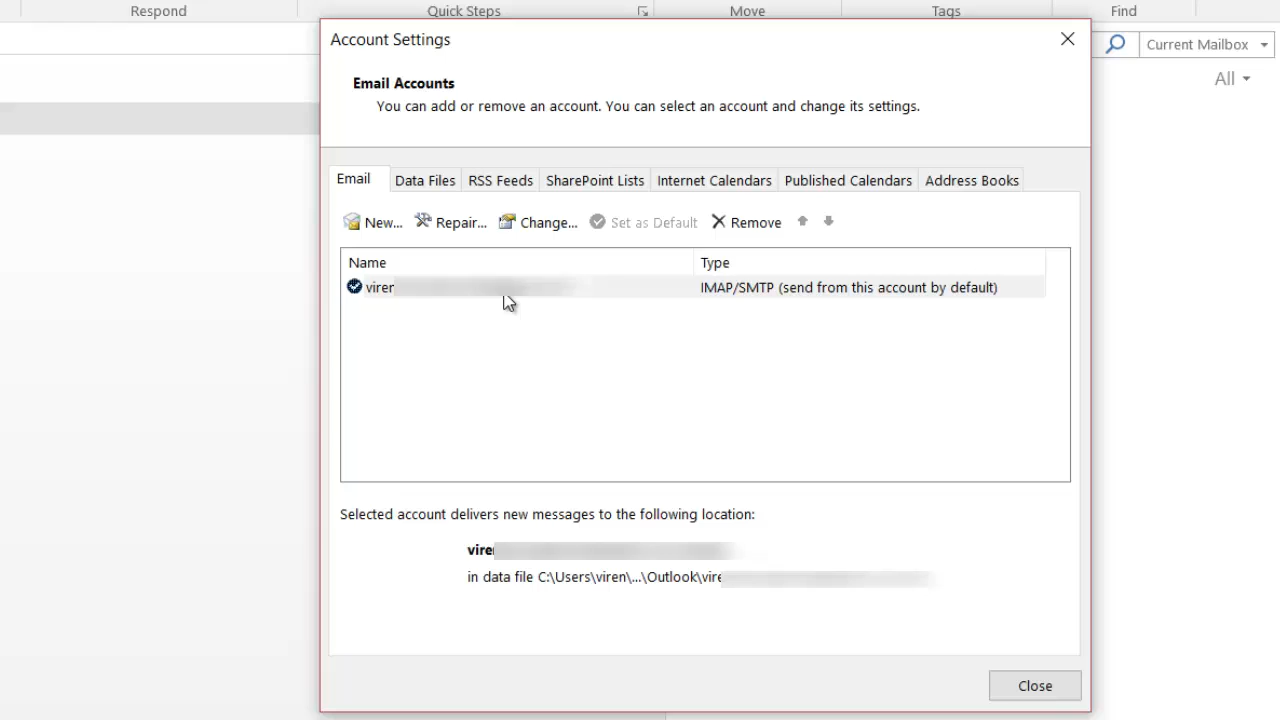 Respond
Quick Steps
Move
Tags
Find
Account Settings
Current Mailbox
All
Email Accounts
You can add or remove an account. You can select an account and change its settings.
Email
Data Files
RSS Feeds
SharePoint Lists
Internet Calendars
Published Calendars
Address Books
New...
Repair...
Change...
Set as Default
Remove
Name
Type
viren
IMAP/SMTP (send from this account by default)
Selected account delivers new messages to the following location:
viren
in data file C:\Users\viren\...\Outlook\vire
Close